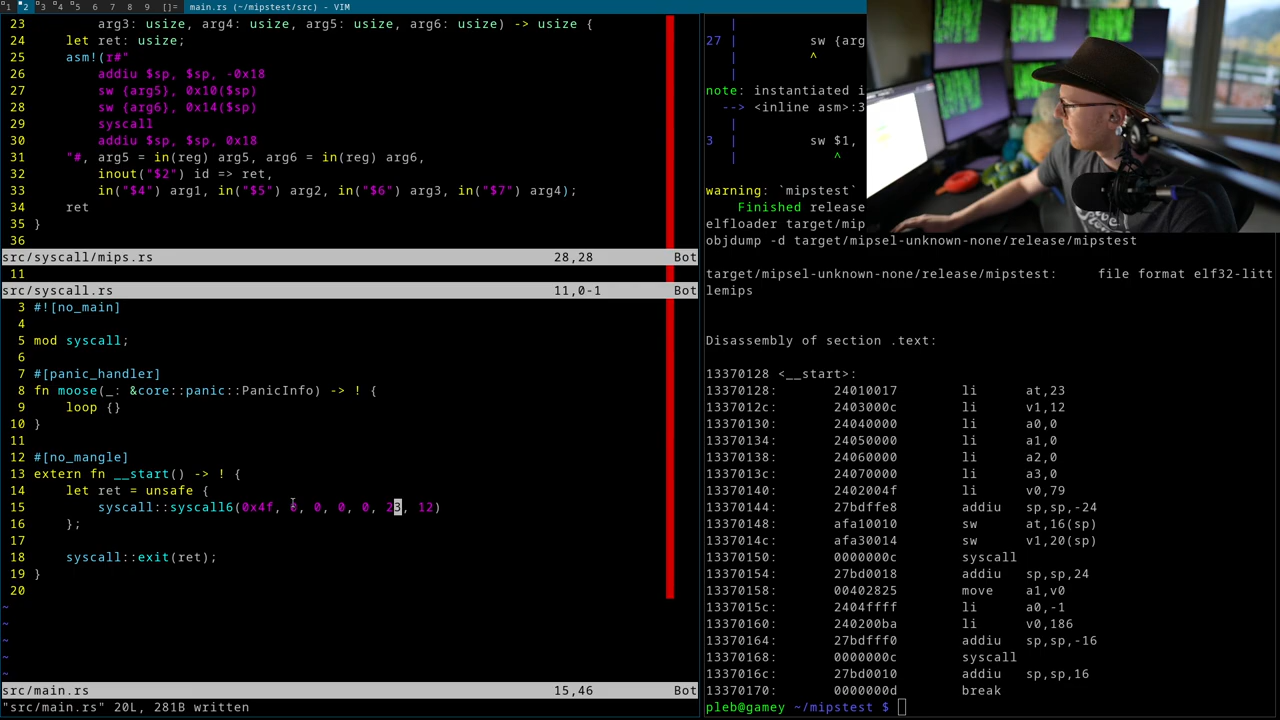 1 2 3 4 5 6 7 8 9 []= main.rs (~/mipstest/src) - VIM
23         arg3: usize, arg4: usize, arg5: usize, arg6: usize) -> usize {
24     let ret: usize;
25     asm!(r#"
26         addiu $sp, $sp, -0x18
27         sw {arg5}, 0x10($sp)
28         sw {arg6}, 0x14($sp)
29         syscall
30         addiu $sp, $sp, 0x18
31     "#, arg5 = in(reg) arg5, arg6 = in(reg) arg6,
32         inout("$2") id => ret,
33         in("$4") arg1, in("$5") arg2, in("$6") arg3, in("$7") arg4);
34     ret
35 }
36
src/syscall/mips.rs 28,28 Bot
11
src/syscall.rs 11,0-1 Bot
3 #![no_main]
4
5 mod syscall;
6
7 #[panic_handler]
8 fn moose(_: &core::panic::PanicInfo) -> ! {
9     loop {}
10 }
11
12 #[no_mangle]
13 extern fn __start() -> ! {
14     let ret = unsafe {
15         syscall::syscall6(0x4f, 0, 0, 0, 0, 23, 12)
16     };
17
18     syscall::exit(ret);
19 }
20
~
~
~
~
~
src/main.rs 15,46 Bot
"src/main.rs" 20L, 281B written
|
27 |         sw {arg
|         ^
|
note: instantiated i
--> <inline asm>:3
|
3 |         sw $1,
|            ^
warning: `mipstest`
Finished release
elfloader target/mip
objdump -d target/mipsel-unknown-none/release/mipstest
target/mipsel-unknown-none/release/mipstest:     file format elf32-litt
lemips
Disassembly of section .text:
13370128 <__start>:
13370128: 24010017 li at,23
1337012c: 2403000c li v1,12
13370130: 24040000 li a0,0
13370134: 24050000 li a1,0
13370138: 24060000 li a2,0
1337013c: 24070000 li a3,0
13370140: 2402004f li v0,79
13370144: 27bdffe8 addiu sp,sp,-24
13370148: afa10010 sw at,16(sp)
1337014c: afa30014 sw v1,20(sp)
13370150: 0000000c syscall
13370154: 27bd0018 addiu sp,sp,24
13370158: 00402825 move a1,v0
1337015c: 2404ffff li a0,-1
13370160: 240200ba li v0,186
13370164: 27bdfff0 addiu sp,sp,-16
13370168: 0000000c syscall
1337016c: 27bd0010 addiu sp,sp,16
13370170: 0000000d break
pleb@gamey ~/mipstest $